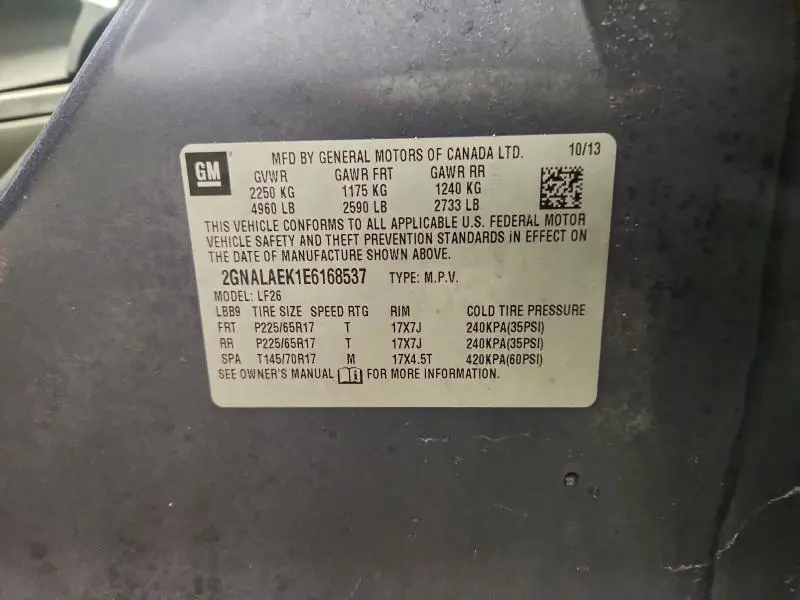 GM
MFD BY GENERAL MOTORS OF CANADA LTD. 10/13
GVWR GAWR FRT GAWR RR
2250 KG 1175 KG 1240 KG
4960 LB 2590 LB 2733 LB
THIS VEHICLE CONFORMS TO ALL APPLICABLE U.S. FEDERAL MOTOR
VEHICLE SAFETY AND THEFT PREVENTION STANDARDS IN EFFECT ON
THE DATE OF MANUFACTURE SHOWN ABOVE.
2GNALAEK1E6168537 TYPE: M.P.V.
MODEL: LF26
LBB9 TIRE SIZE SPEED RTG RIM COLD TIRE PRESSURE
FRT P225/65R17 T 17X7J 240KPA(35PSI)
RR P225/65R17 T 17X7J 240KPA(35PSI)
SPA T145/70R17 M 17X4.5T 420KPA(60PSI)
SEE OWNER'S MANUAL FOR MORE INFORMATION.